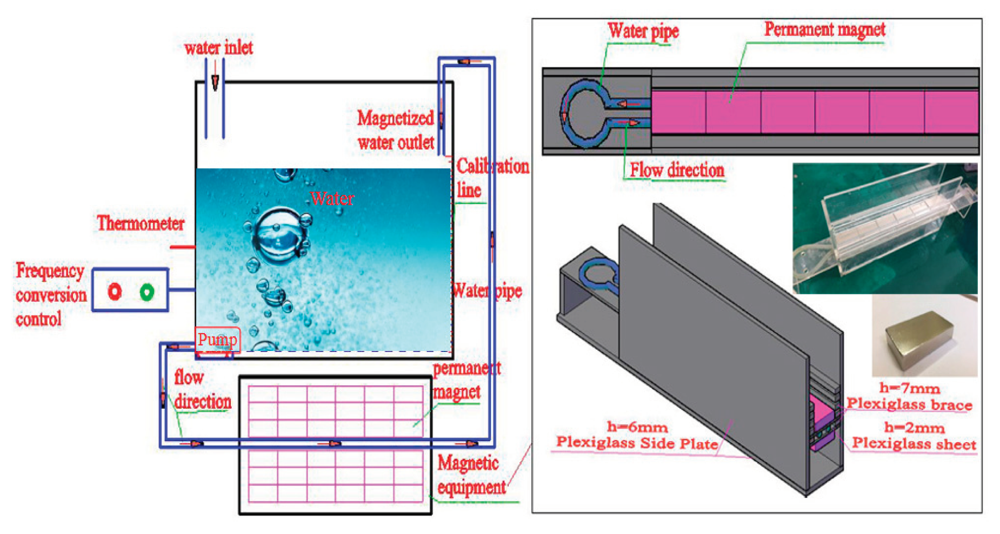 water inlet
Magnetized
water outlet
Calibration
line
Water
Thermometer
Frequency
conversion
control
Water pipe
Pump
flow
direction
permanent
magnet
Magnetic
equipment
Water pipe
Permanent magnet
Flow direction
h=7mm
Plexiglass brace
h=6mm
Plexiglass Side Plate
h=2mm
Plexiglass sheet